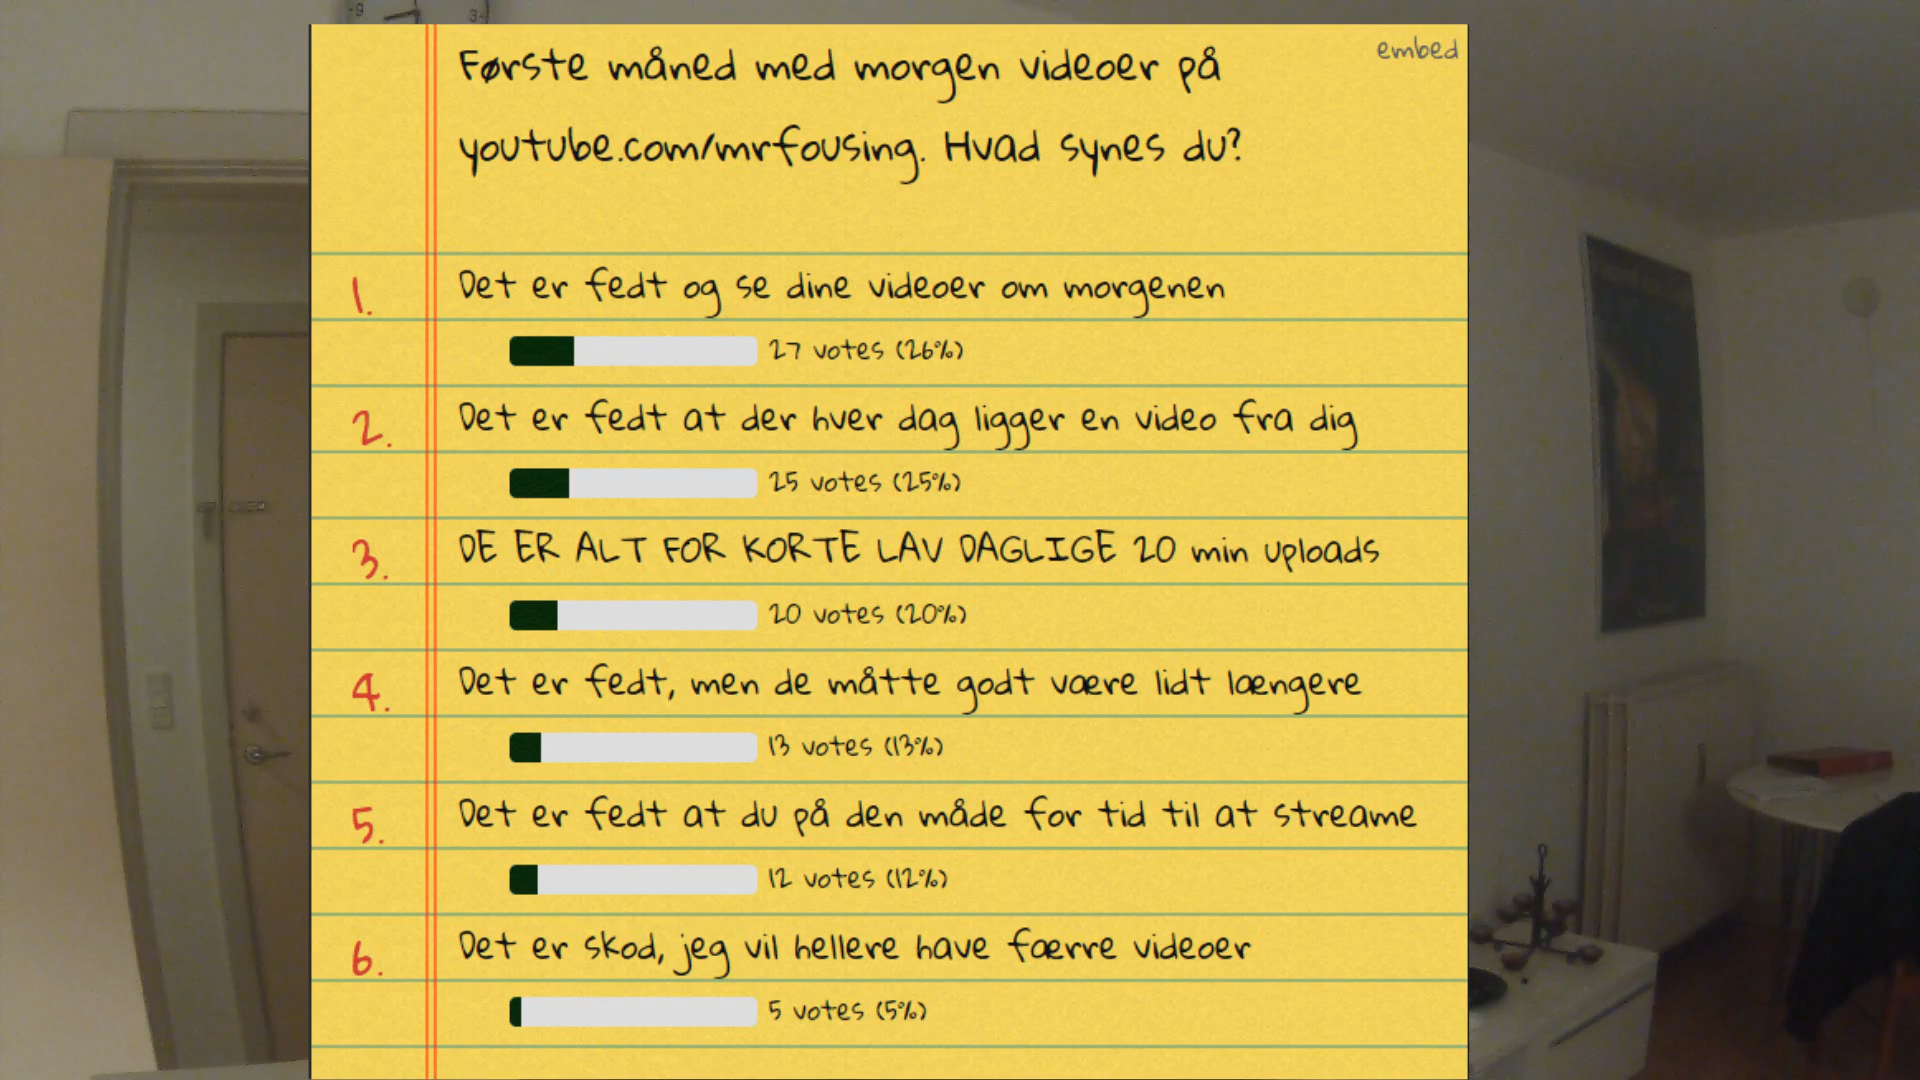 -9
3-
embed
Første måned med morgen videoer på
youtube.com/mrfousing. Hvad synes du?
1. Det er fedt og se dine videoer om morgenen
27 votes (26%)
2. Det er fedt at der hver dag ligger en video fra dig
25 votes (25%)
3. DE ER ALT FOR KORTE LAV DAGLIGE 20 min uploads
20 votes (20%)
4. Det er fedt, men de måtte godt være lidt længere
13 votes (13%)
5. Det er fedt at du på den måde for tid til at streame
12 votes (12%)
6. Det er skod, jeg vil hellere have færre videoer
5 votes (5%)